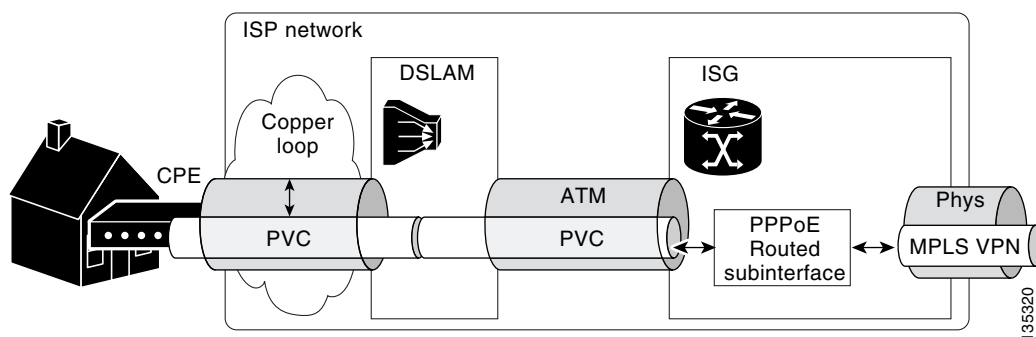 ISP network
DSLAM
ISG
Copper
loop
CPE
ATM
Phys
PVC
PVC
PPPoE
Routed
subinterface
MPLS VPN
135320